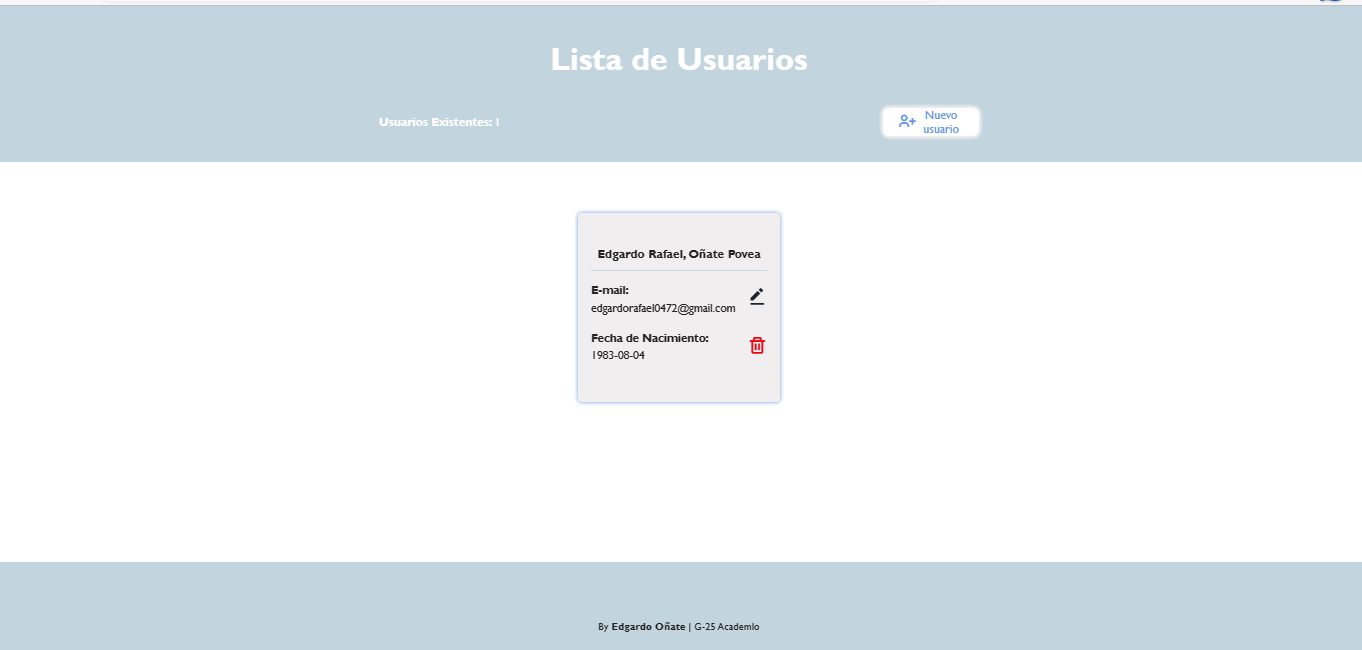 Lista de Usuarios
Usuarios Existentes: 1
Nuevo
usuario
Edgardo Rafael, Oñate Povea
E-mail:
edgardorafael0472@gmail.com
Fecha de Nacimiento:
1983-08-04
By Edgardo Oñate | G-25 Academlo